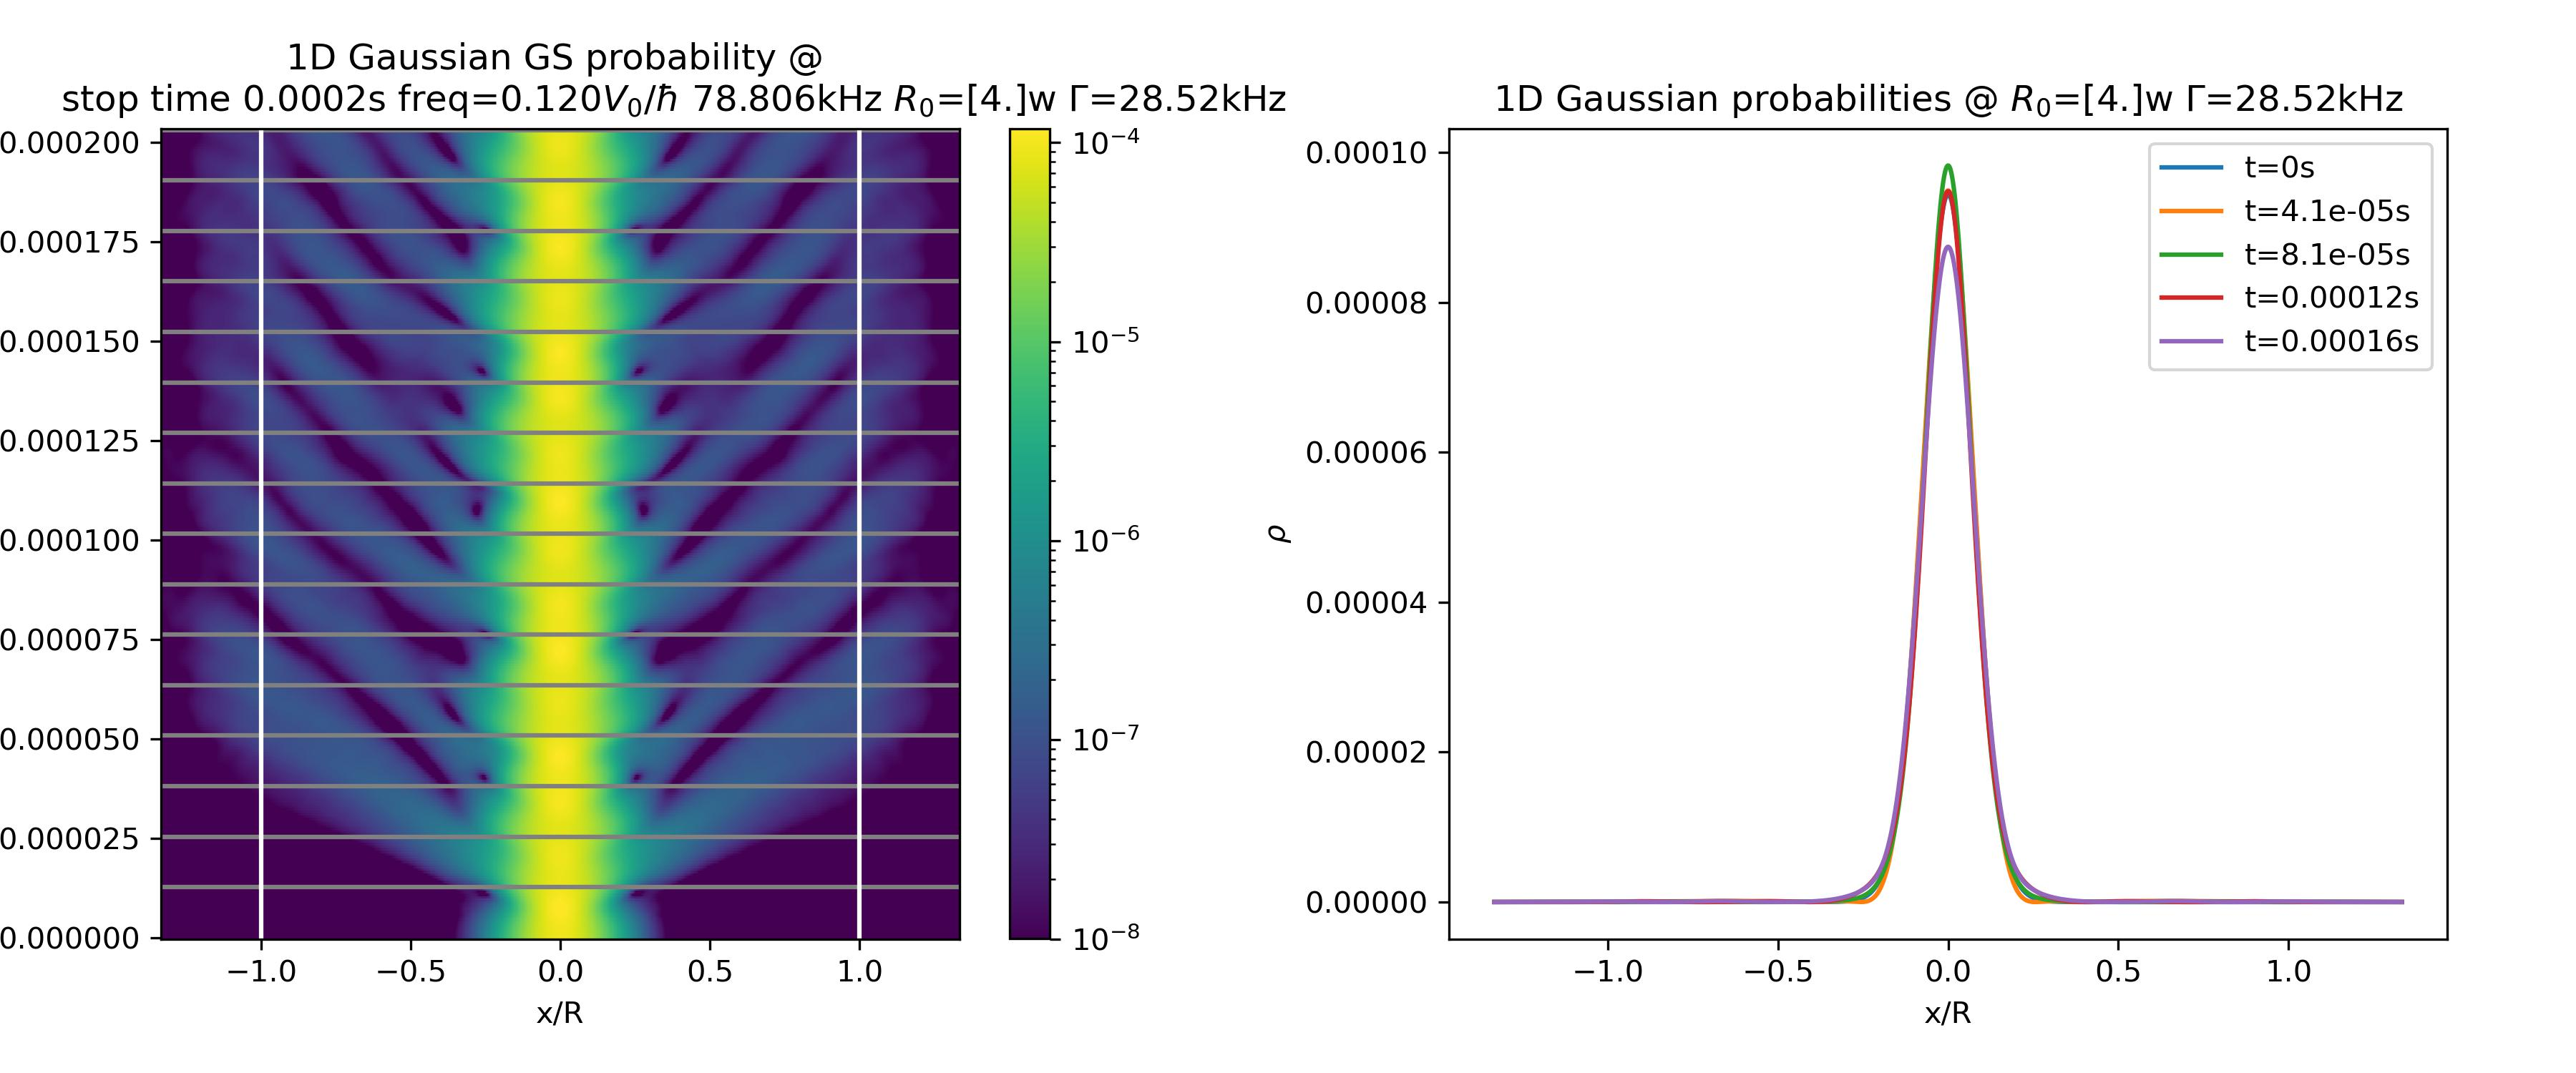 1D Gaussian GS probability @
stop time 0.0002s freq=0.120V₀/ℏ 78.806kHz R₀=[4.]w Γ=28.52kHz
0.000200
0.000175
0.000150
0.000125
0.000100
0.000075
0.000050
0.000025
0.000000
−1.0 −0.5 0.0 0.5 1.0
x/R
10⁻⁴
10⁻⁵
10⁻⁶
10⁻⁷
10⁻⁸
1D Gaussian probabilities @ R₀=[4.]w Γ=28.52kHz
ρ
0.00010
0.00008
0.00006
0.00004
0.00002
0.00000
t=0s
t=4.1e-05s
t=8.1e-05s
t=0.00012s
t=0.00016s
−1.0 −0.5 0.0 0.5 1.0
x/R